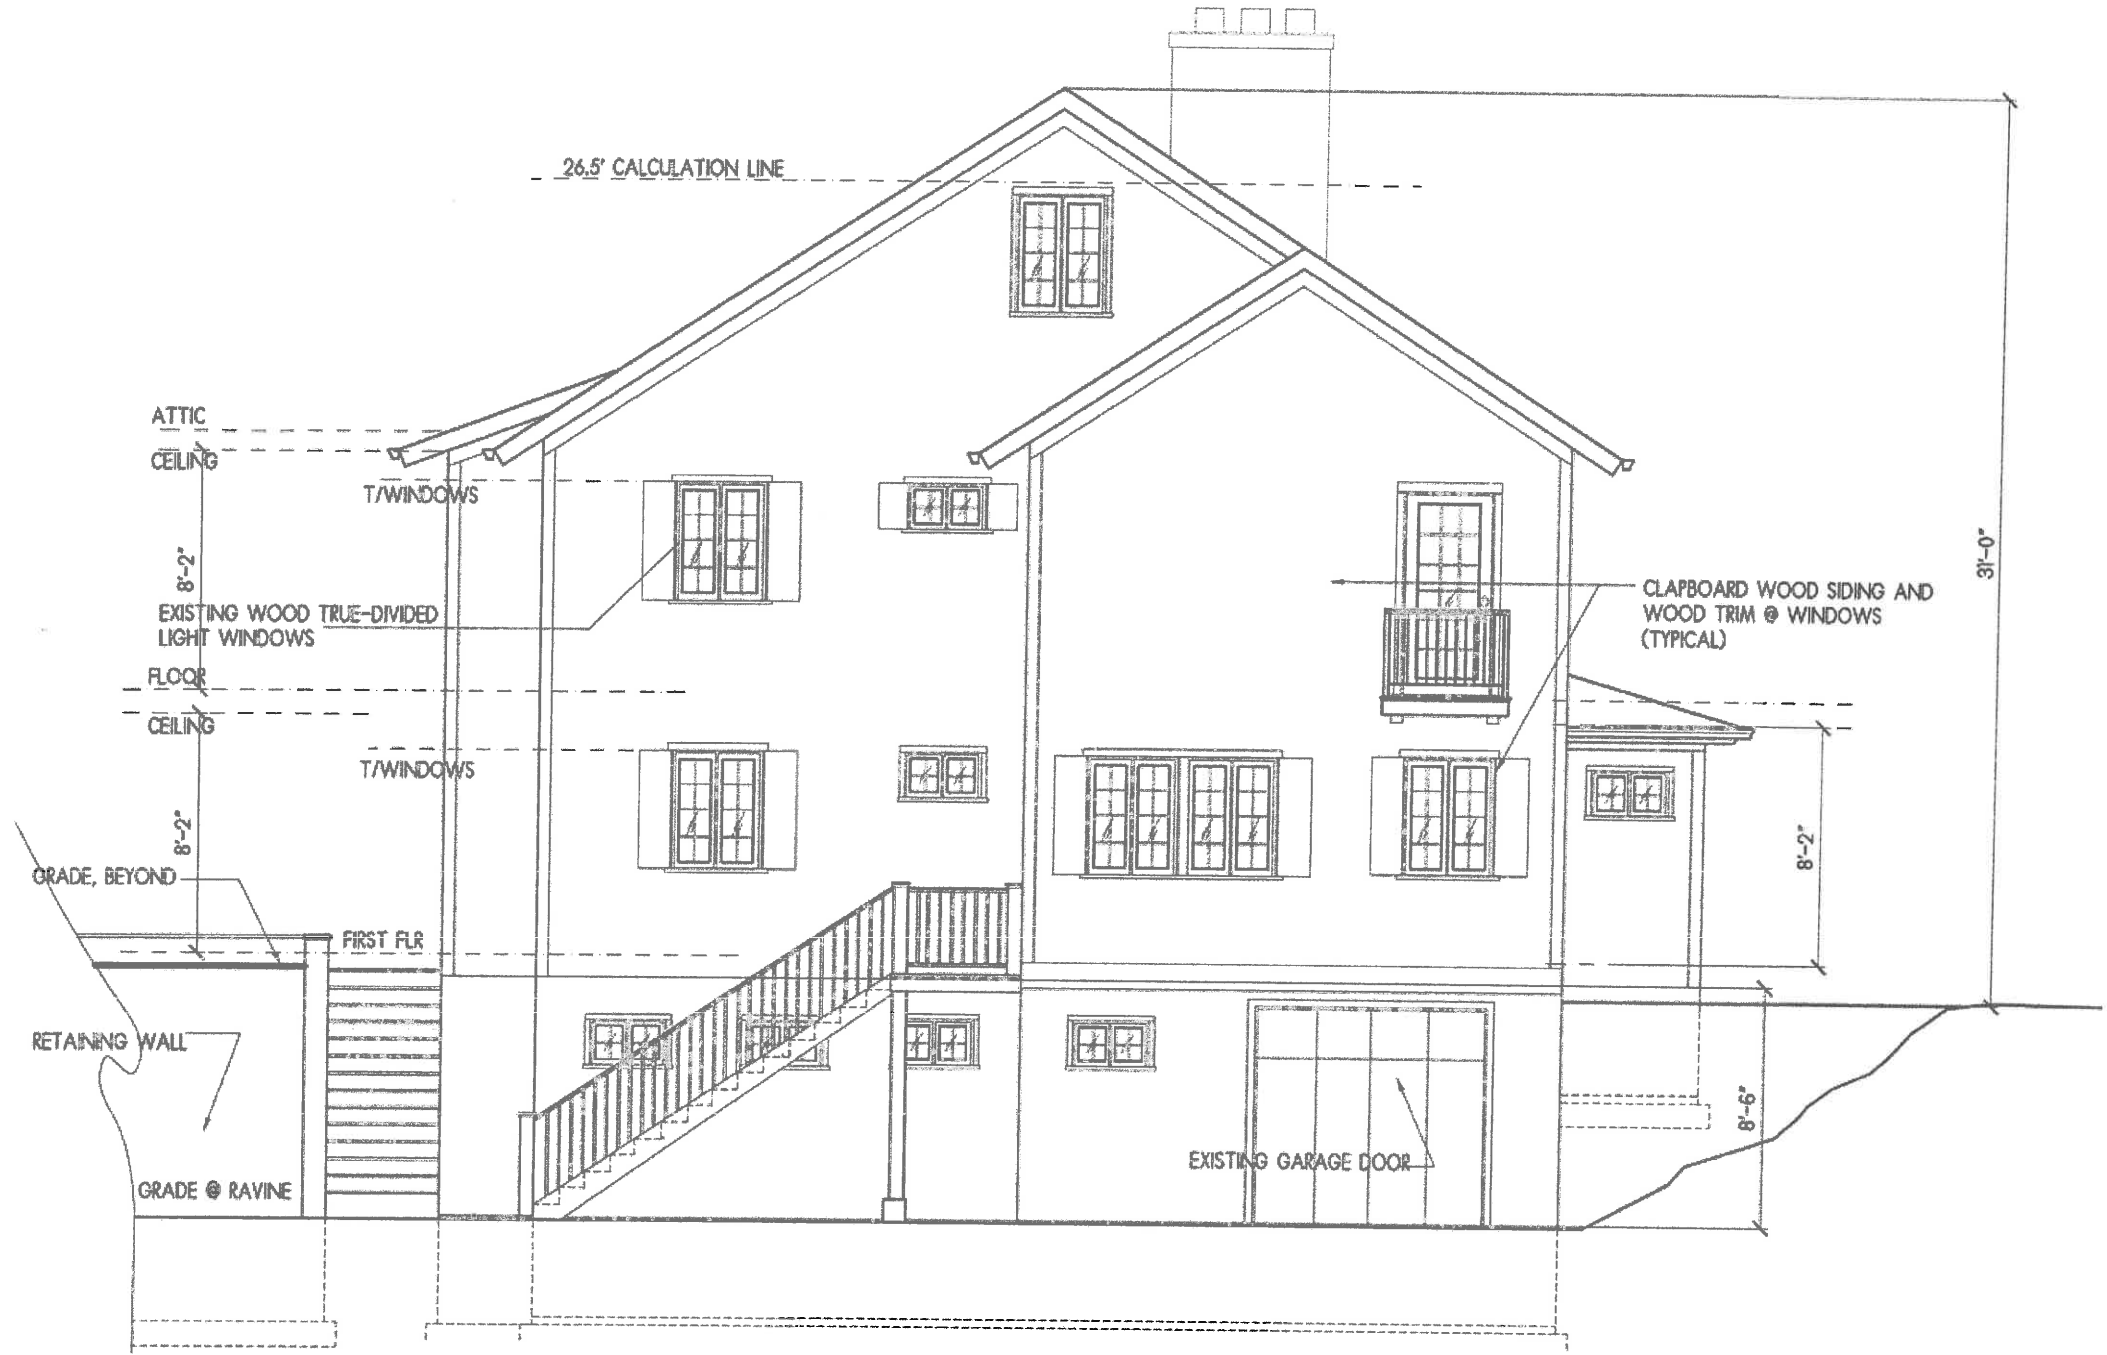 26.5' CALCULATION LINE
ATTIC
CEILING
T/WINDOWS
8'-2"
EXISTING WOOD TRUE-DIVIDED
LIGHT WINDOWS
31'-0"
CLAPBOARD WOOD SIDING AND
WOOD TRIM @ WINDOWS
(TYPICAL)
FLOOR
CEILING
T/WINDOWS
8'-2"
8'-2"
GRADE, BEYOND
FIRST FLR
RETAINING WALL
8'-6"
EXISTING GARAGE DOOR
GRADE @ RAVINE